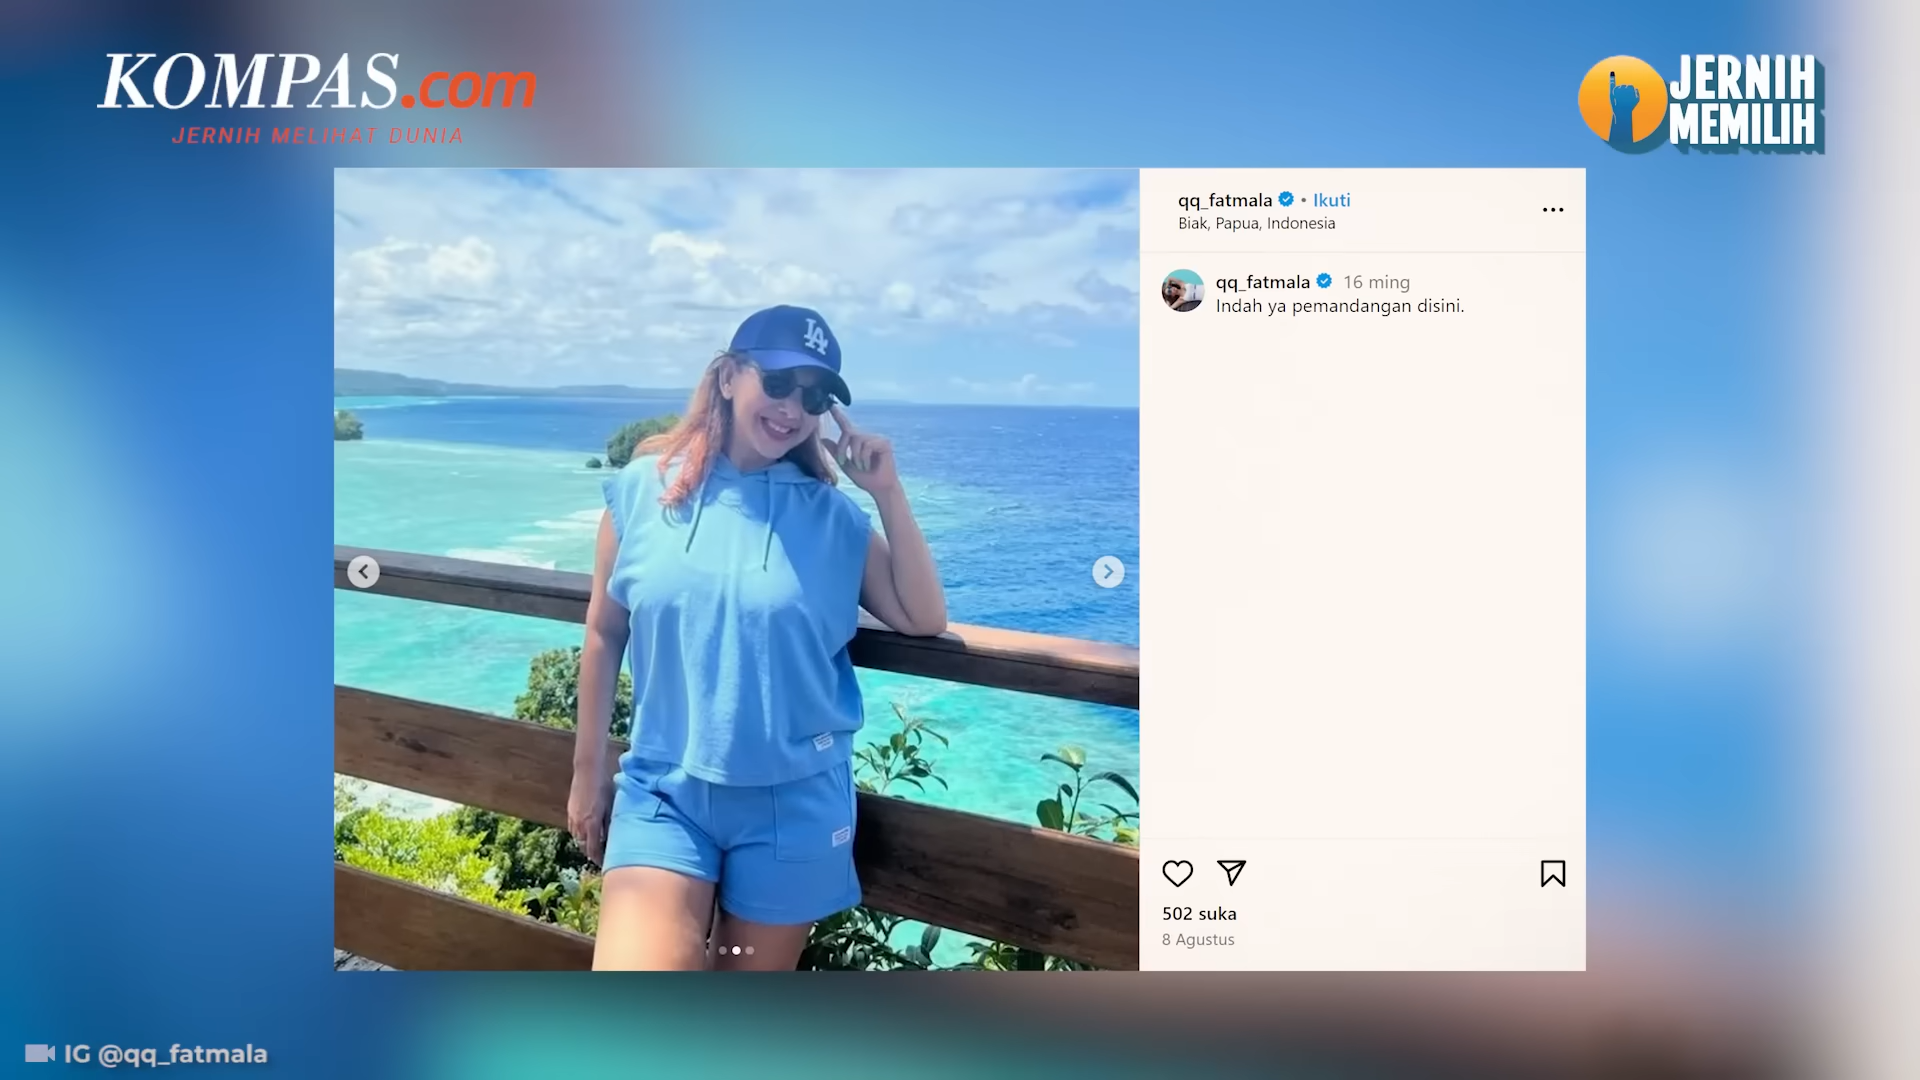 KOMPAS.com
JERNIH MELIHAT DUNIA
JERNIH
MEMILIH
LA
qq_fatmala • Ikuti
Biak, Papua, Indonesia
qq_fatmala 16 ming
Indah ya pemandangan disini.
502 suka
8 Agustus
IG @qq_fatmala